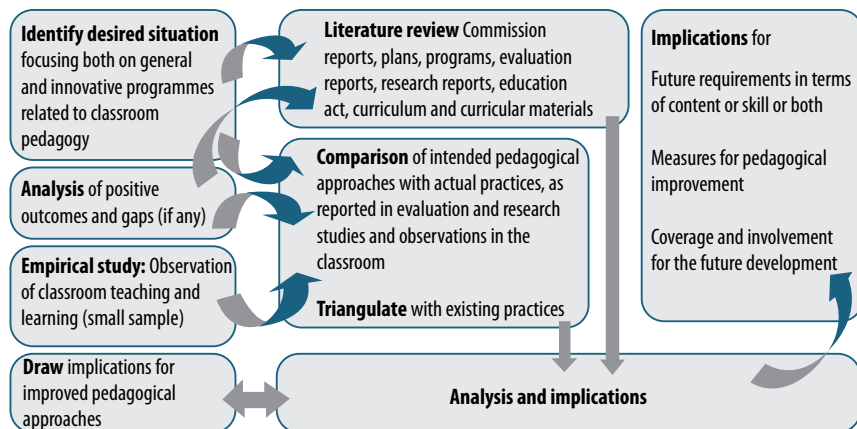 Identify desired situation
focusing both on general
and innovative programmes
related to classroom
pedagogy
Analysis of positive
outcomes and gaps (if any)
Empirical study: Observation
of classroom teaching and
learning (small sample)
Draw implications for
improved pedagogical
approaches
Literature review Commission
reports, plans, programs, evaluation
reports, research reports, education
act, curriculum and curricular materials
Comparison of intended pedagogical
approaches with actual practices, as
reported in evaluation and research
studies and observations in the
classroom
Triangulate with existing practices
Analysis and implications
Implications for
Future requirements in terms
of content or skill or both
Measures for pedagogical
improvement
Coverage and involvement
for the future development